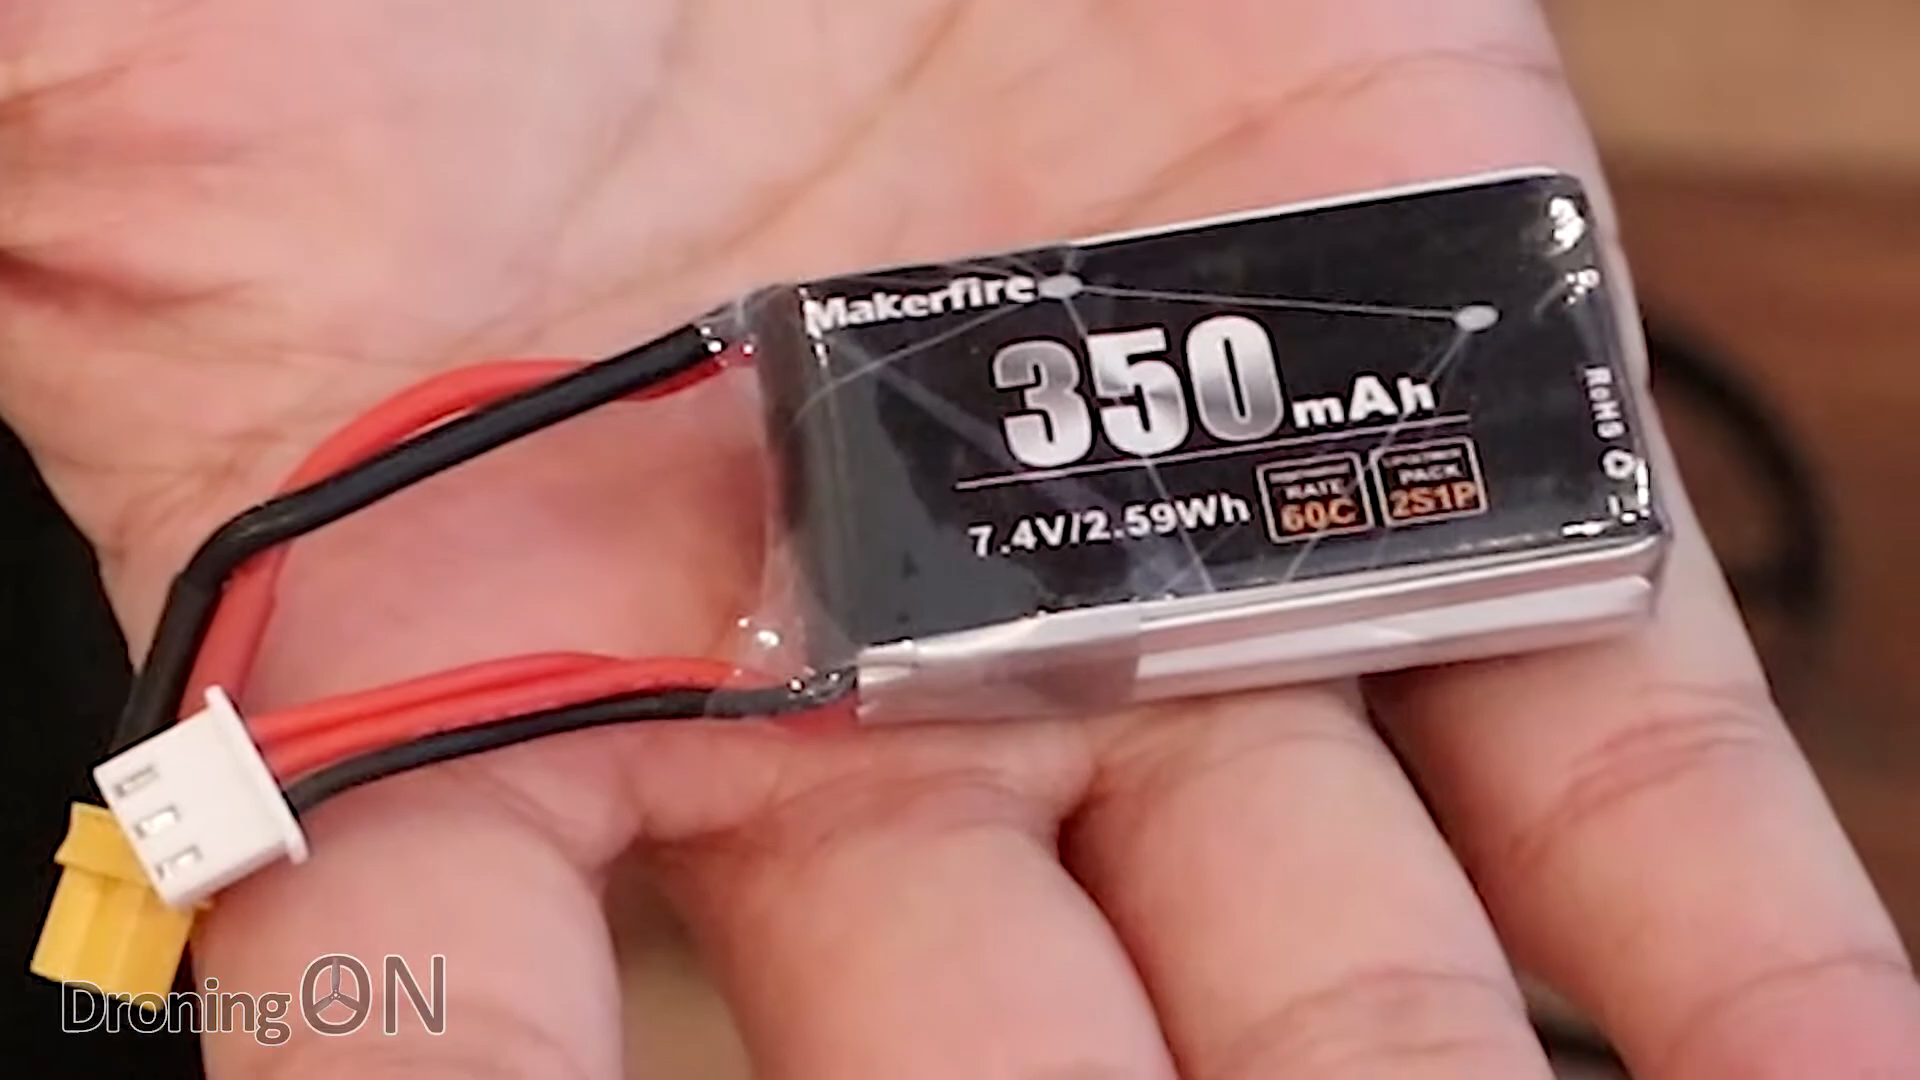 Makerfire
350mAh
7.4V/2.59Wh
RATE
60C
PACK
2S1P
RoHS
DroningON